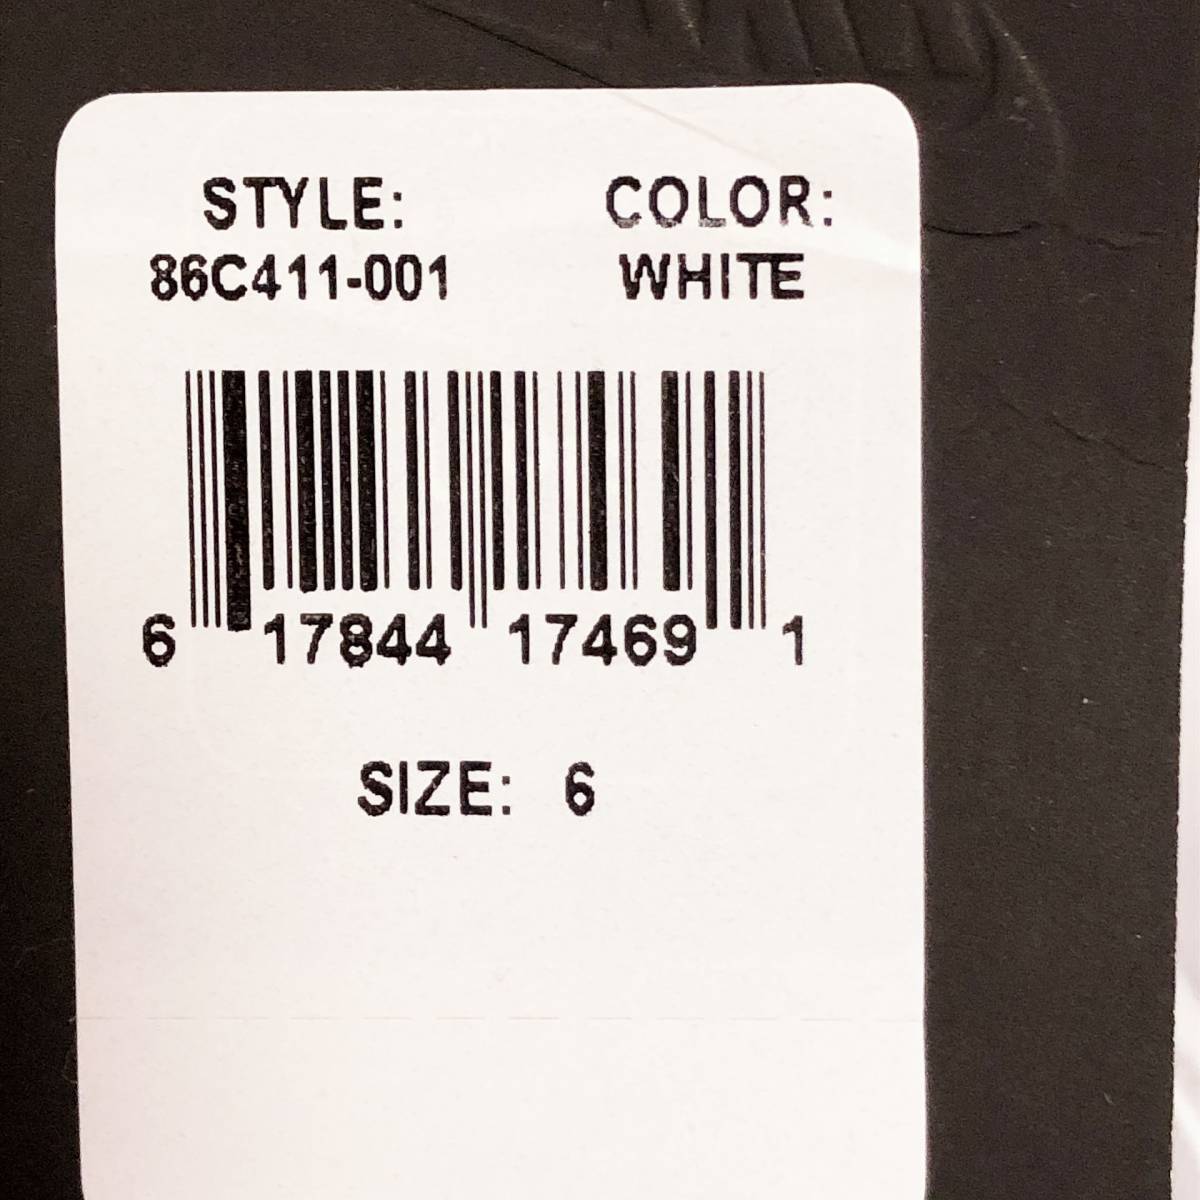 STYLE: COLOR:
86C411-001 WHITE
6 17844 17469 1
SIZE: 6